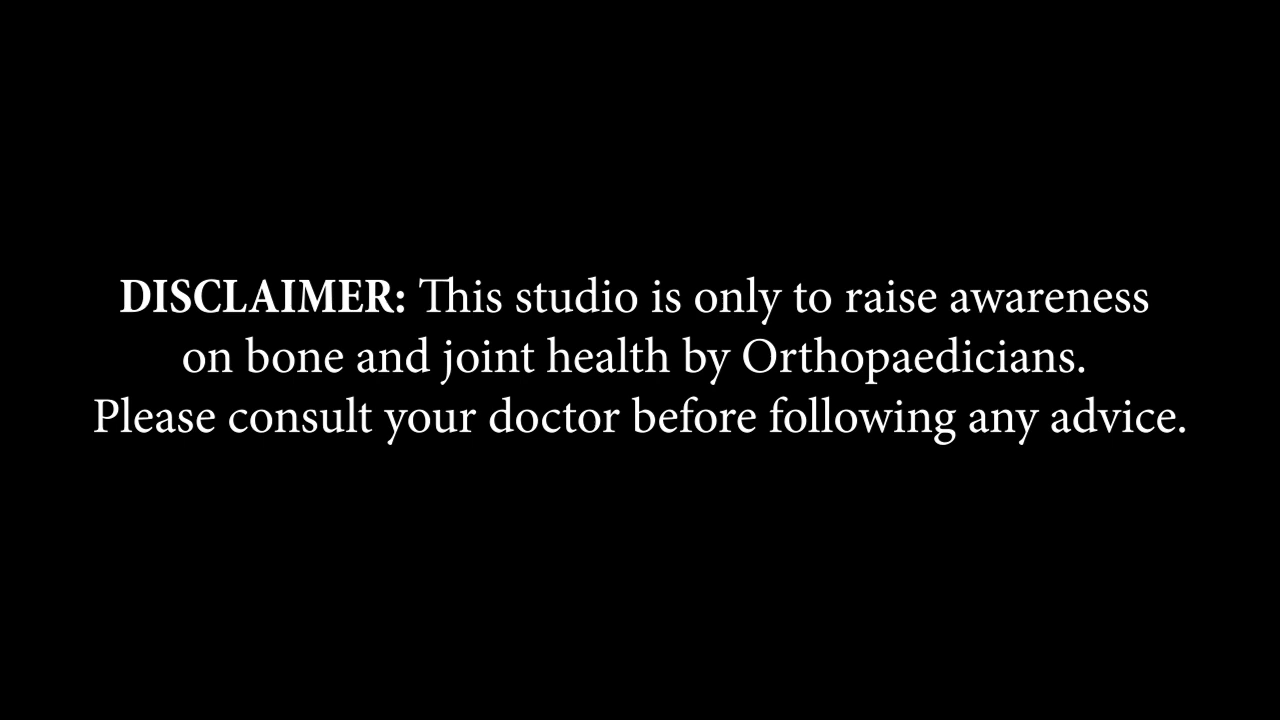 DISCLAIMER: This studio is only to raise awareness
on bone and joint health by Orthopaedicians.
Please consult your doctor before following any advice.